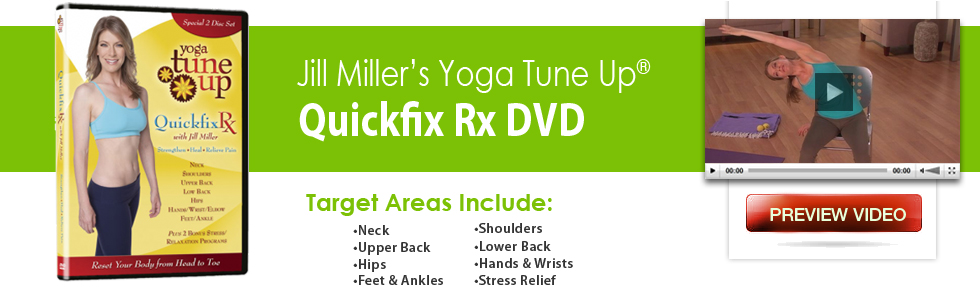 Special 2 Disc Set
yoga
tune
up
Quickfix Rx
with Jill Miller
Strengthen • Heal • Relieve Pain
Neck
Shoulders
Upper Back
Low Back
Hips
Hands/Wrist/Elbow
Feet/Ankle
Plus 2 Bonus Stress/
Relaxation Programs
Reset Your Body from Head to Toe
Jill Miller’s Yoga Tune Up®
Quickfix Rx DVD
Target Areas Include:
•Neck
•Upper Back
•Hips
•Feet & Ankles
•Shoulders
•Lower Back
•Hands & Wrists
•Stress Relief
00:00
00:00
PREVIEW VIDEO